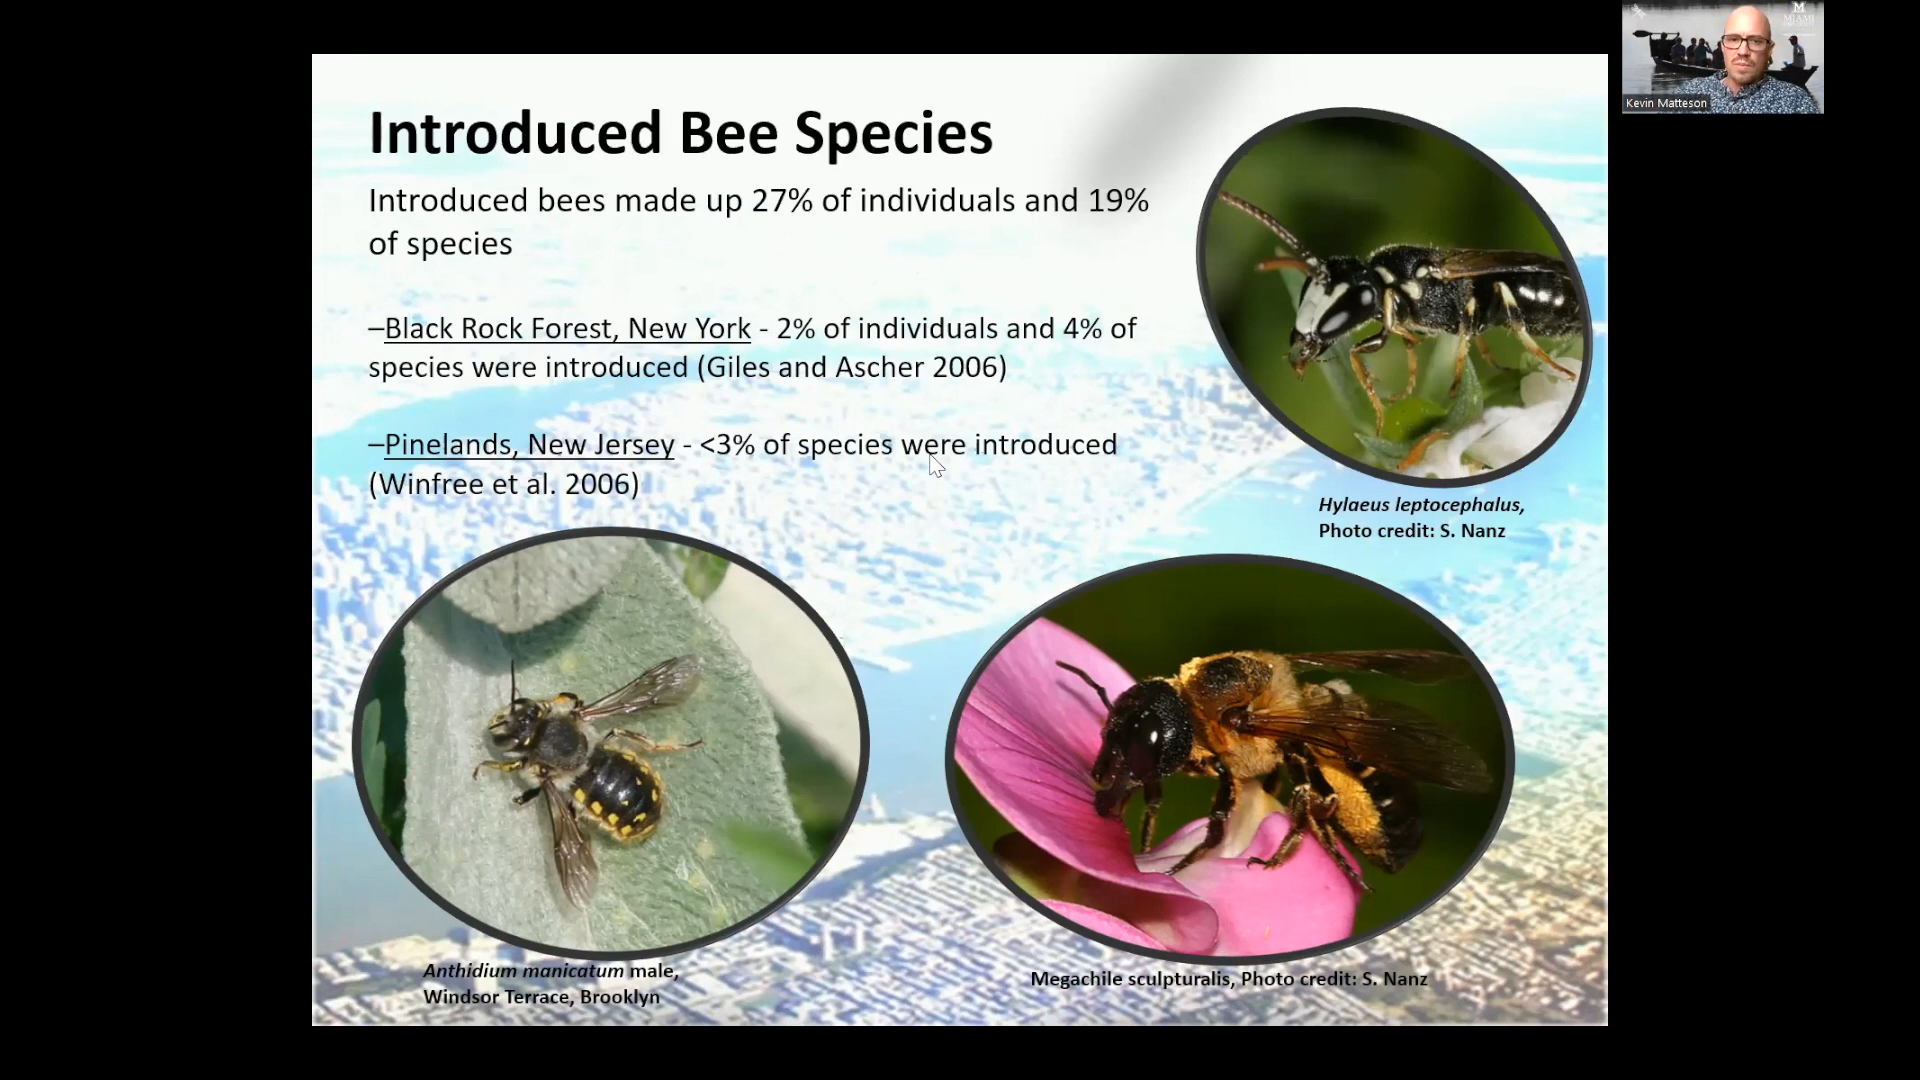 Introduced Bee Species
Introduced bees made up 27% of individuals and 19%
of species
–Black Rock Forest, New York - 2% of individuals and 4% of
species were introduced (Giles and Ascher 2006)
–Pinelands, New Jersey - <3% of species were introduced
(Winfree et al. 2006)
Hylaeus leptocephalus,
Photo credit: S. Nanz
Anthidium manicatum male,
Windsor Terrace, Brooklyn
Megachile sculpturalis, Photo credit: S. Nanz
M
MIAMI
Kevin Matteson